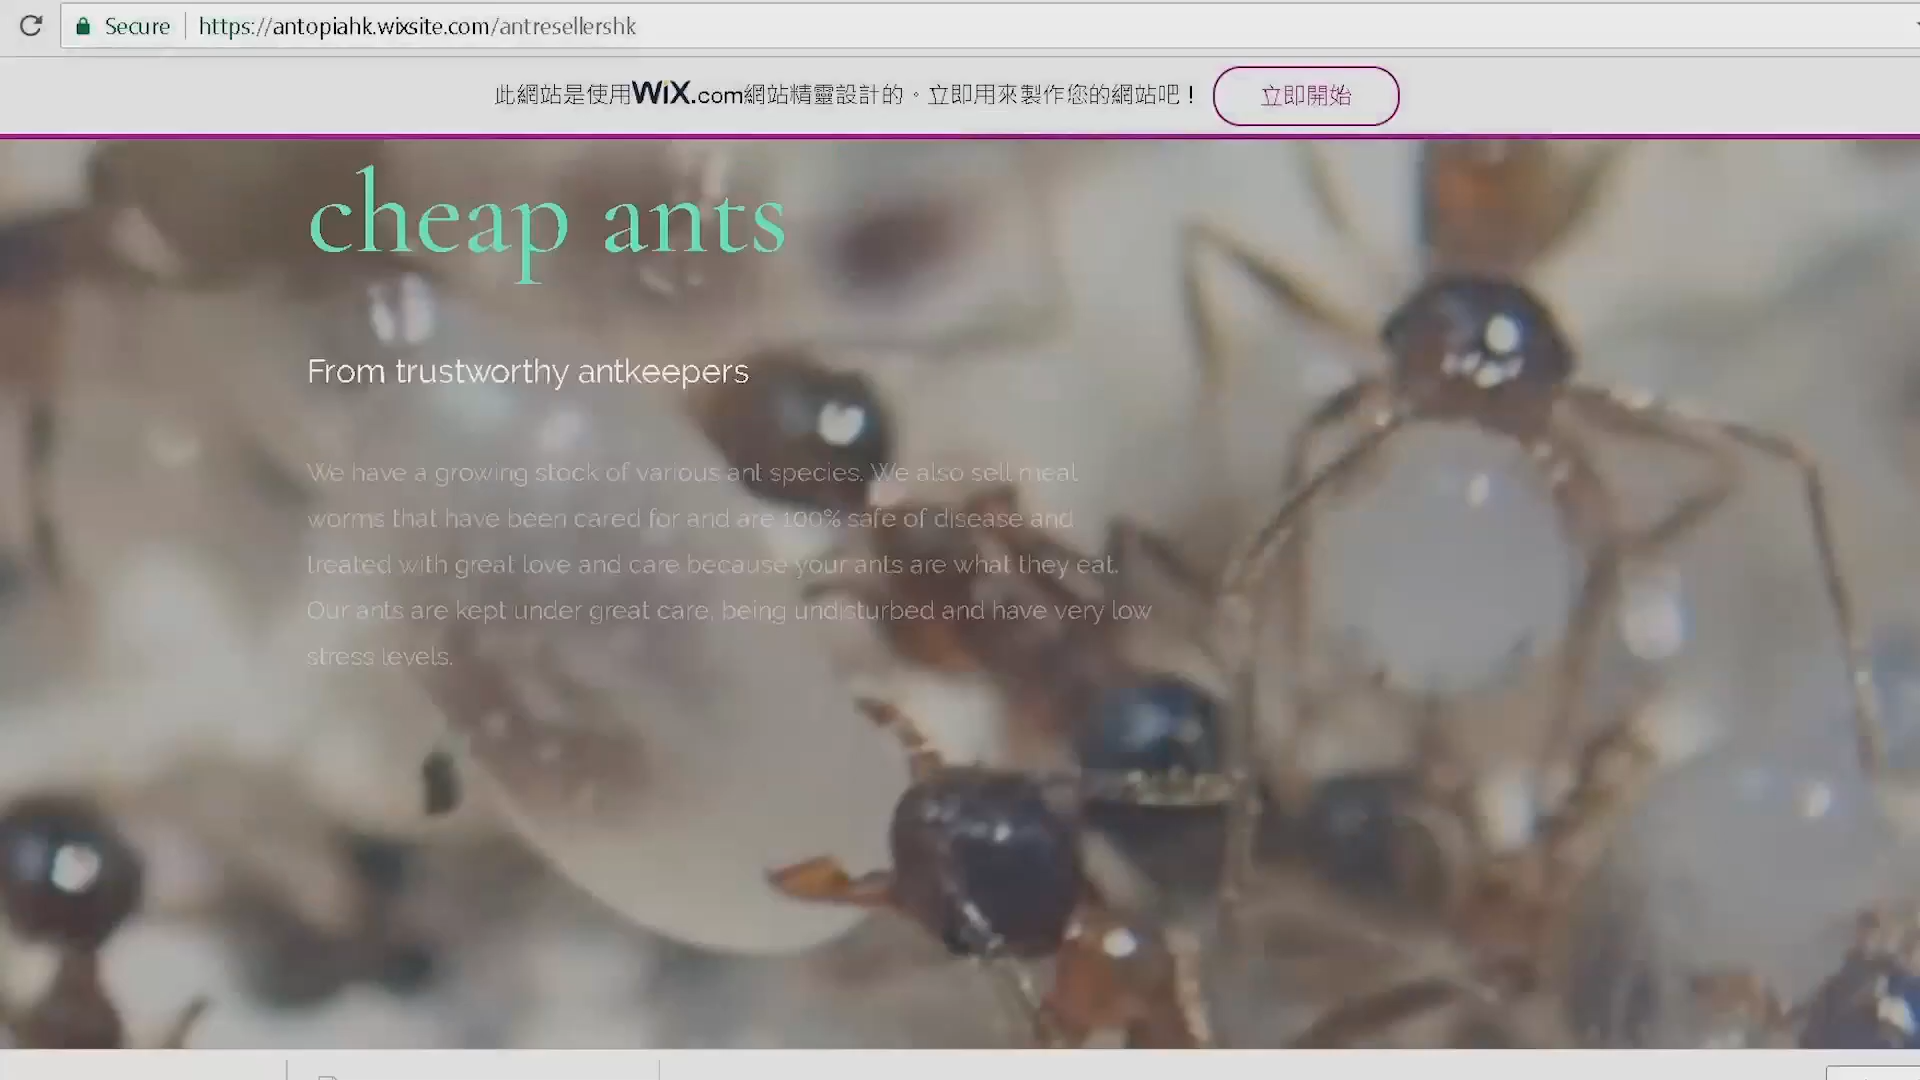 Secure https://antopiahk.wixsite.com/antresellershk
此網站是使用WiX.com網站精靈設計的。立即用來製作您的網站吧！ 立即開始
cheap ants
From trustworthy antkeepers
We have a growing stock of various ant species. We also sell meal
worms that have been cared for and are 100% safe of disease and
treated with great love and care because your ants are what they eat.
Our ants are kept under great care, being undisturbed and have very low
stress levels.